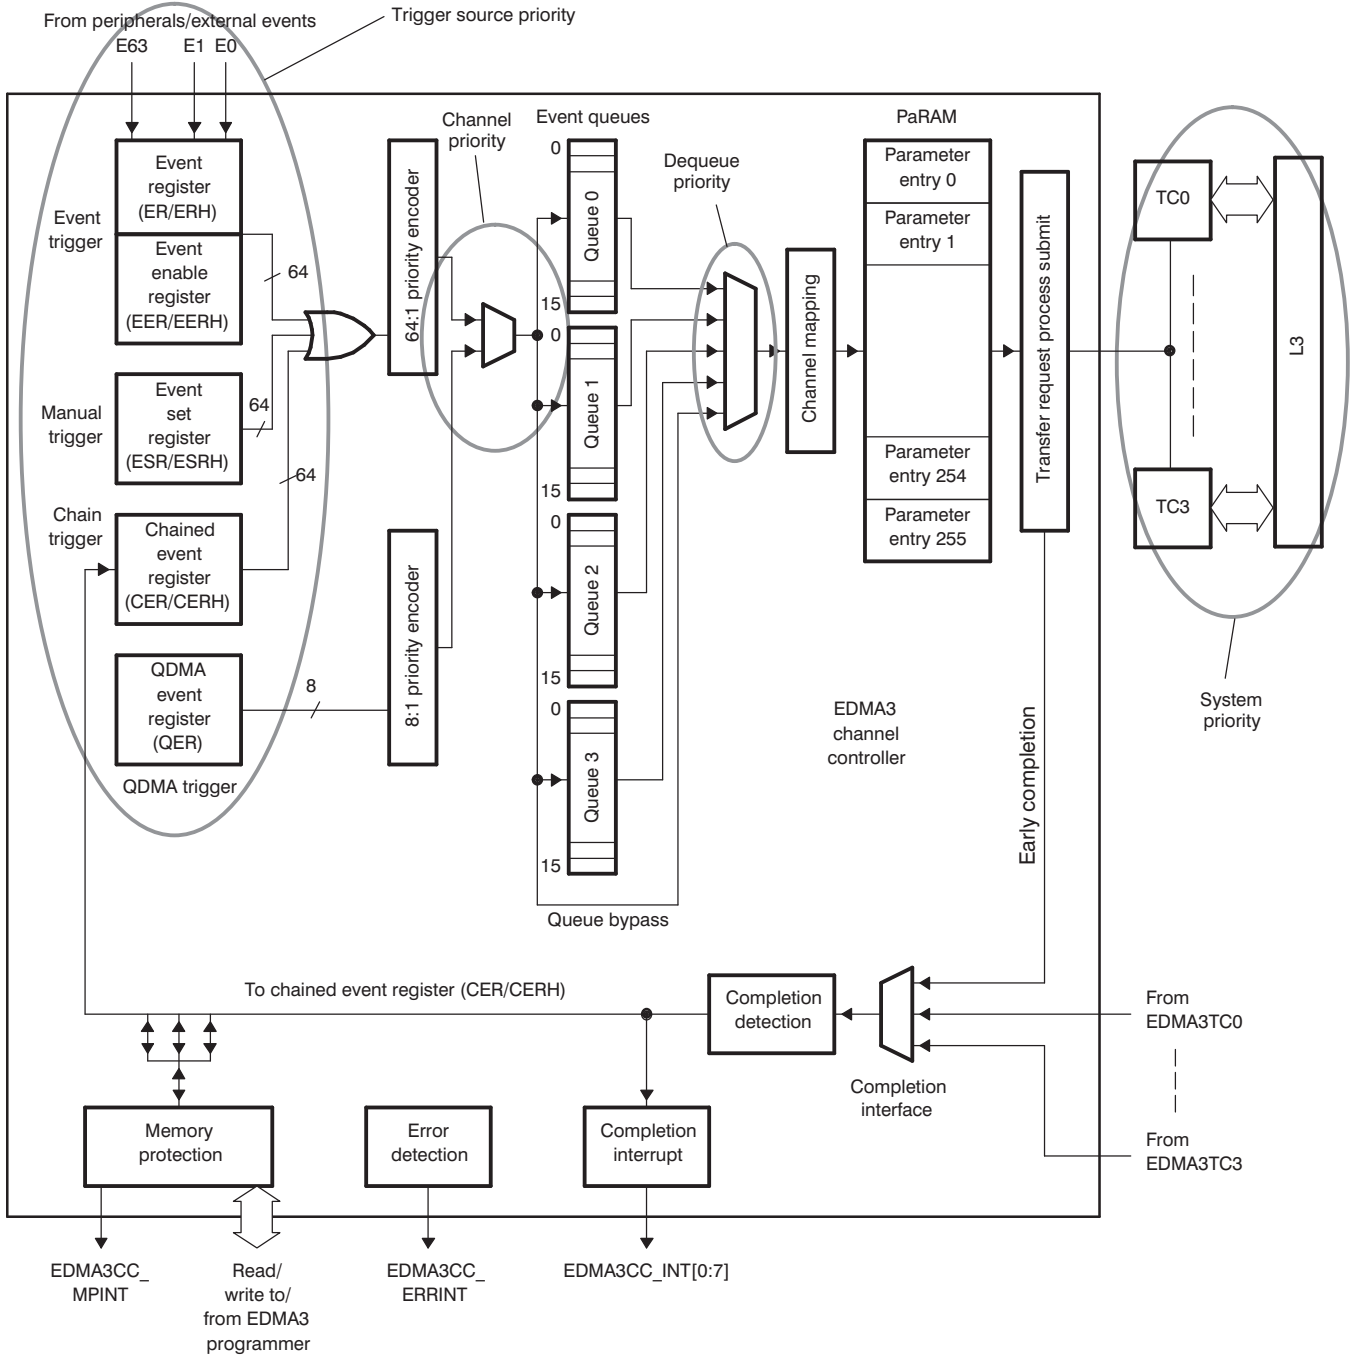 From peripherals/external events
Trigger source priority
E63
E1
E0
Event
register
(ER/ERH)
Event
trigger
Event
enable
register
(EER/EERH)
64
Manual
trigger
Event
set
register
(ESR/ESRH)
64
64
Chain
trigger
Chained
event
register
(CER/CERH)
QDMA
event
register
(QER)
8
QDMA trigger
64:1 priority encoder
8:1 priority encoder
Channel
priority
Event queues
0
Queue 0
15
0
Queue 1
15
0
Queue 2
15
0
Queue 3
15
Queue bypass
Dequeue
priority
Channel mapping
PaRAM
Parameter
entry 0
Parameter
entry 1
Parameter
entry 254
Parameter
entry 255
Transfer request process submit
TC0
TC3
L3
System
priority
EDMA3
channel
controller
Early completion
To chained event register (CER/CERH)
Completion
detection
Completion
interface
From
EDMA3TC0
From
EDMA3TC3
Memory
protection
Error
detection
Completion
interrupt
EDMA3CC_
MPINT
Read/
write to/
from EDMA3
programmer
EDMA3CC_
ERRINT
EDMA3CC_INT[0:7]